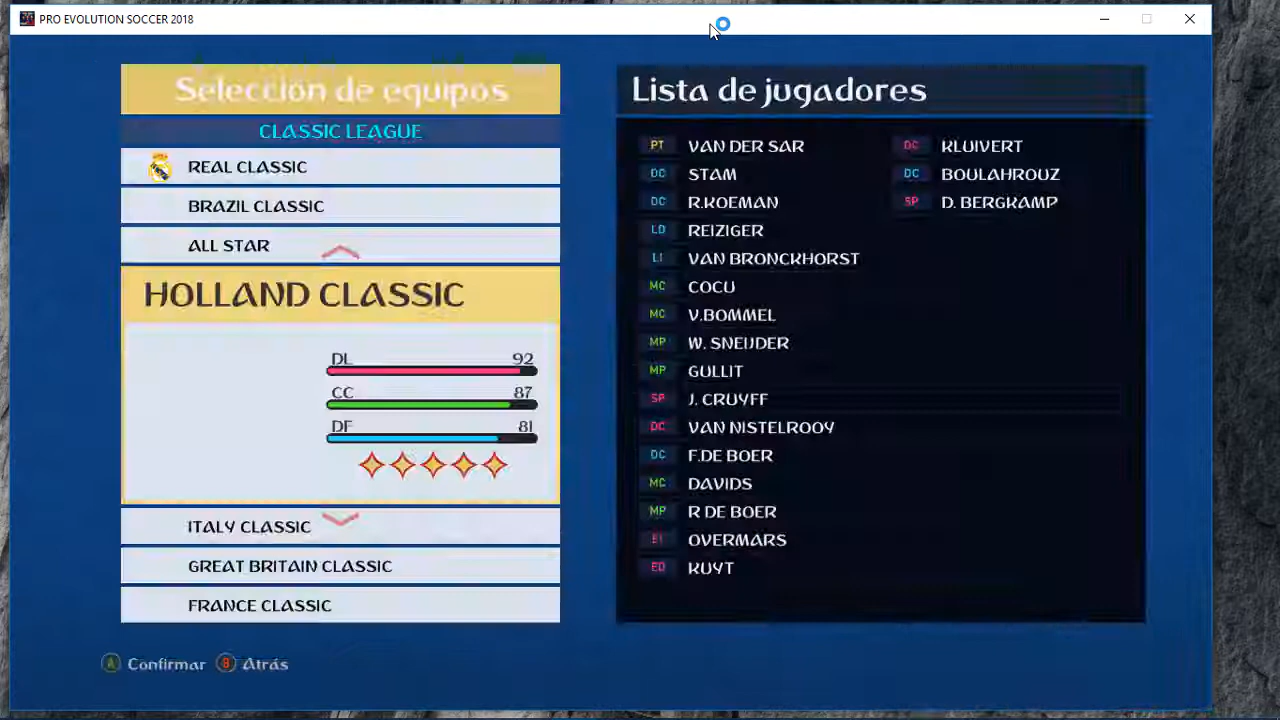 PRO EVOLUTION SOCCER 2018
Selección de equipos
CLASSIC LEAGUE
REAL CLASSIC
BRAZIL CLASSIC
ALL STAR
HOLLAND CLASSIC
DL 92
CC 87
DF 81
ITALY CLASSIC
GREAT BRITAIN CLASSIC
FRANCE CLASSIC
Lista de jugadores
PT VAN DER SAR
DC STAM
DC R.KOEMAN
LD REIZIGER
LI VAN BRONCKHORST
MC COCU
MC V.BOMMEL
MP W. SNEIJDER
MP GULLIT
SP J. CRUYFF
DC VAN NISTELROOY
DC F.DE BOER
MC DAVIDS
MP R DE BOER
EI OVERMARS
ED KUYT
DC KLUIVERT
DC BOULAHROUZ
SP D. BERGKAMP
A Confirmar B Atrás